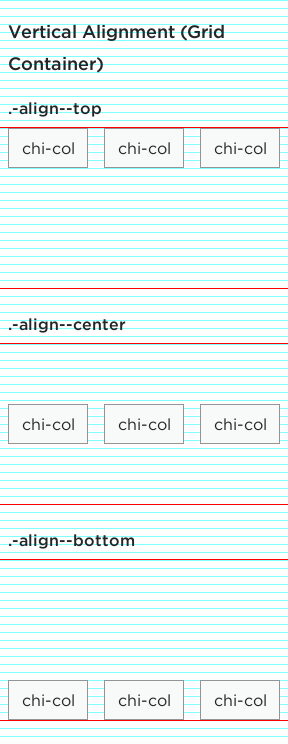 Vertical Alignment (Grid
Container)
.-align--top
chi-col chi-col chi-col
.-align--center
chi-col chi-col chi-col
.-align--bottom
chi-col chi-col chi-col